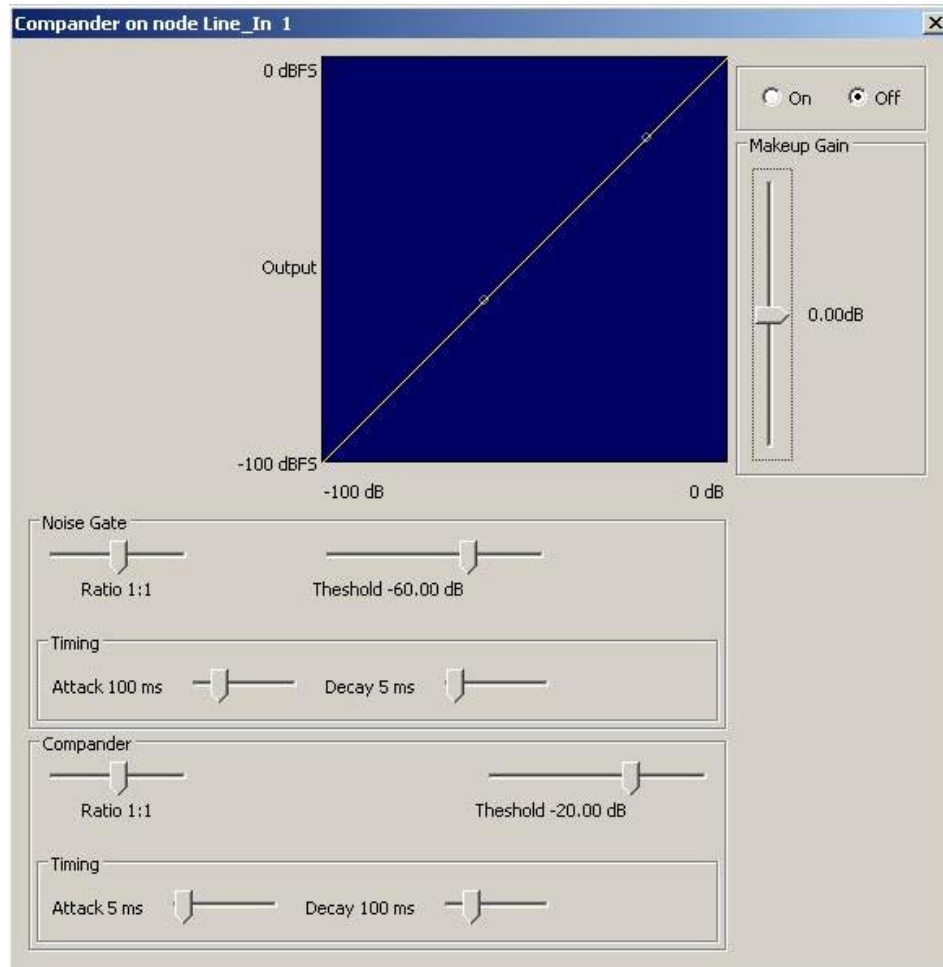 Compander on node Line_In 1
0 dBFS
On
Off
Makeup Gain
Output
0.00dB
-100 dBFS
-100 dB
0 dB
Noise Gate
Ratio 1:1
Theshold -60.00 dB
Timing
Attack 100 ms
Decay 5 ms
Compander
Ratio 1:1
Theshold -20.00 dB
Timing
Attack 5 ms
Decay 100 ms